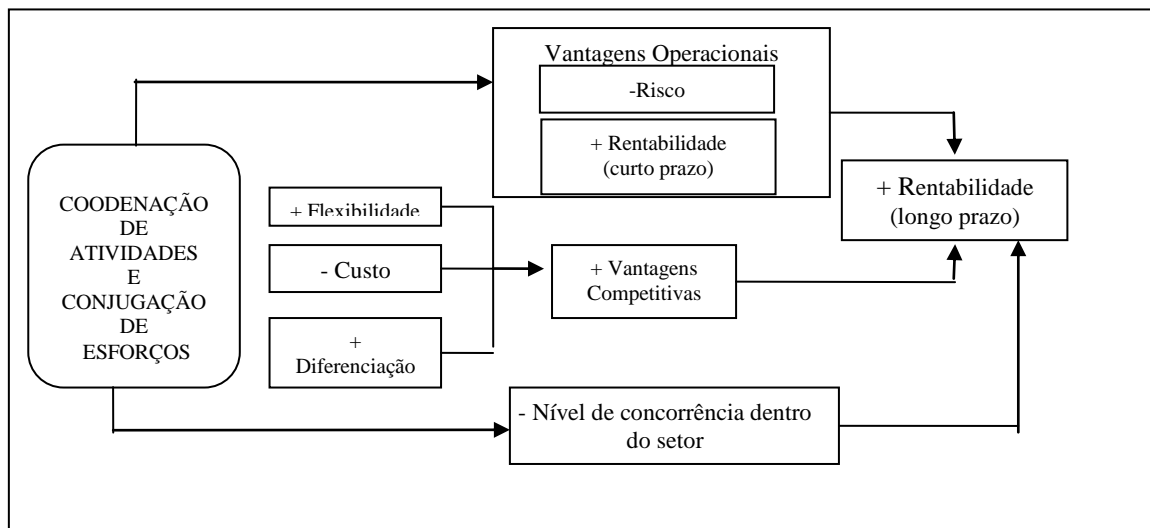 Vantagens Operacionais
-Risco
+ Rentabilidade
(curto prazo)
COODENAÇÃO
DE
ATIVIDADES
E
CONJUGAÇÃO
DE
ESFORÇOS
+ Flexibilidade
- Custo
+
Diferenciação
+ Vantagens
Competitivas
+ Rentabilidade
(longo prazo)
- Nível de concorrência dentro
do setor